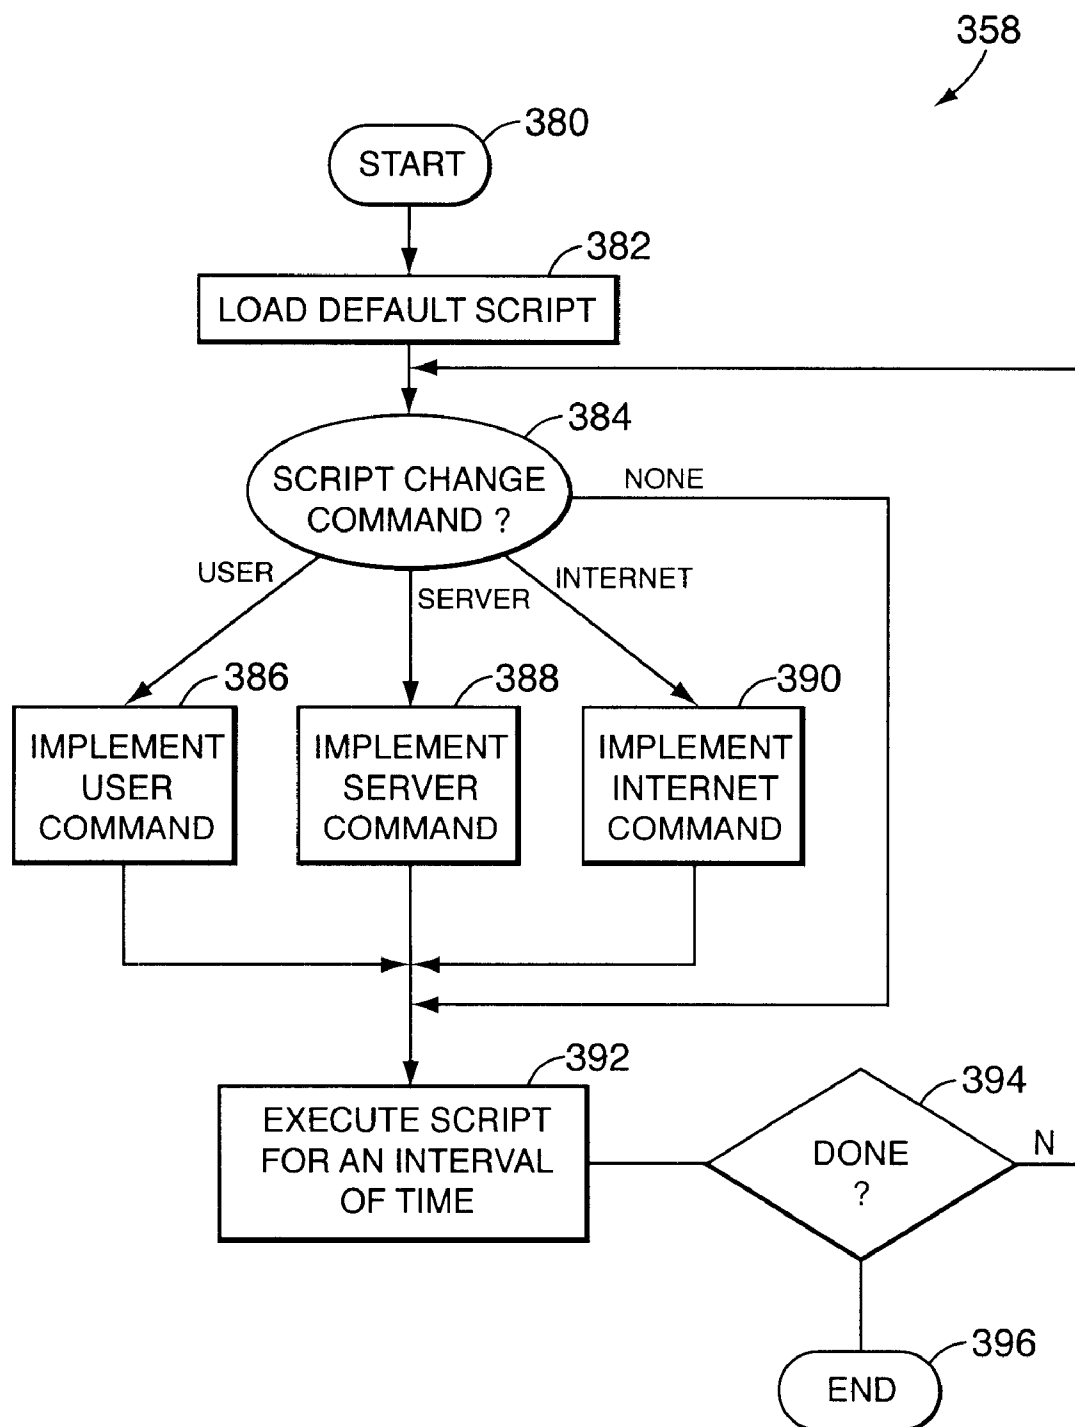 358
380
START
382
LOAD DEFAULT SCRIPT
384
SCRIPT CHANGE
COMMAND ?
NONE
USER
SERVER
INTERNET
386
388
390
IMPLEMENT
USER
COMMAND
IMPLEMENT
SERVER
COMMAND
IMPLEMENT
INTERNET
COMMAND
392
EXECUTE SCRIPT
FOR AN INTERVAL
OF TIME
394
DONE
?
N
396
END